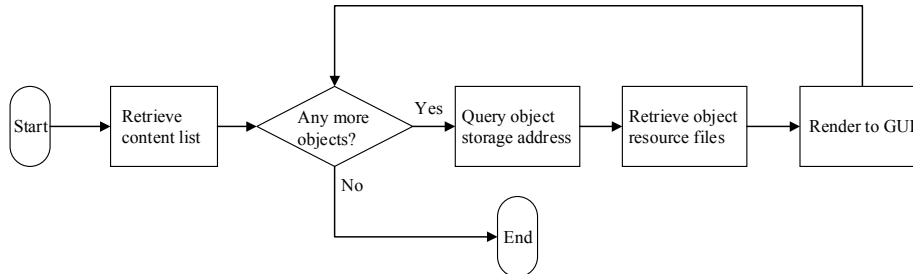 Start
Retrieve
content list
Any more
objects?
Yes
Query object
storage address
Retrieve object
resource files
Render to GUI
No
End